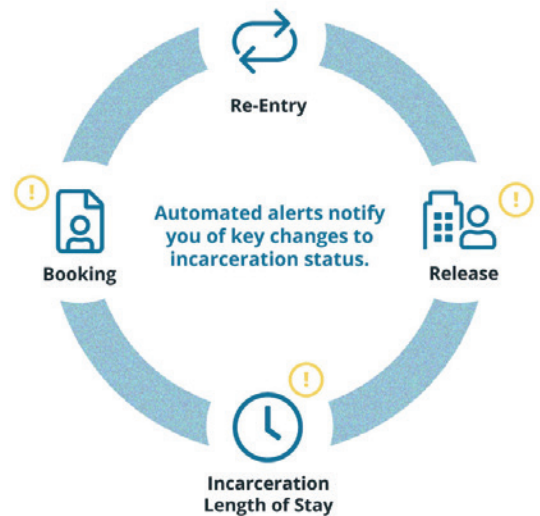 Re-Entry
!
Booking
Automated alerts notify
you of key changes to
incarceration status.
!
Release
!
Incarceration
Length of Stay